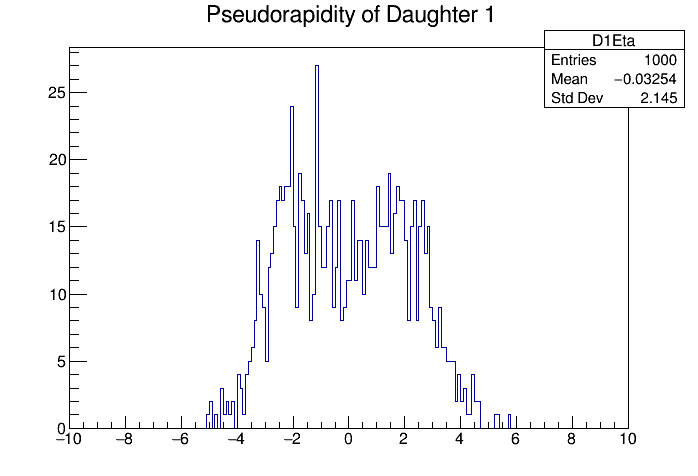 Pseudorapidity of Daughter 1
D1Eta
Entries 1000
Mean −0.03254
Std Dev 2.145
25
20
15
10
5
0
−10 −8 −6 −4 −2 0 2 4 6 8 10